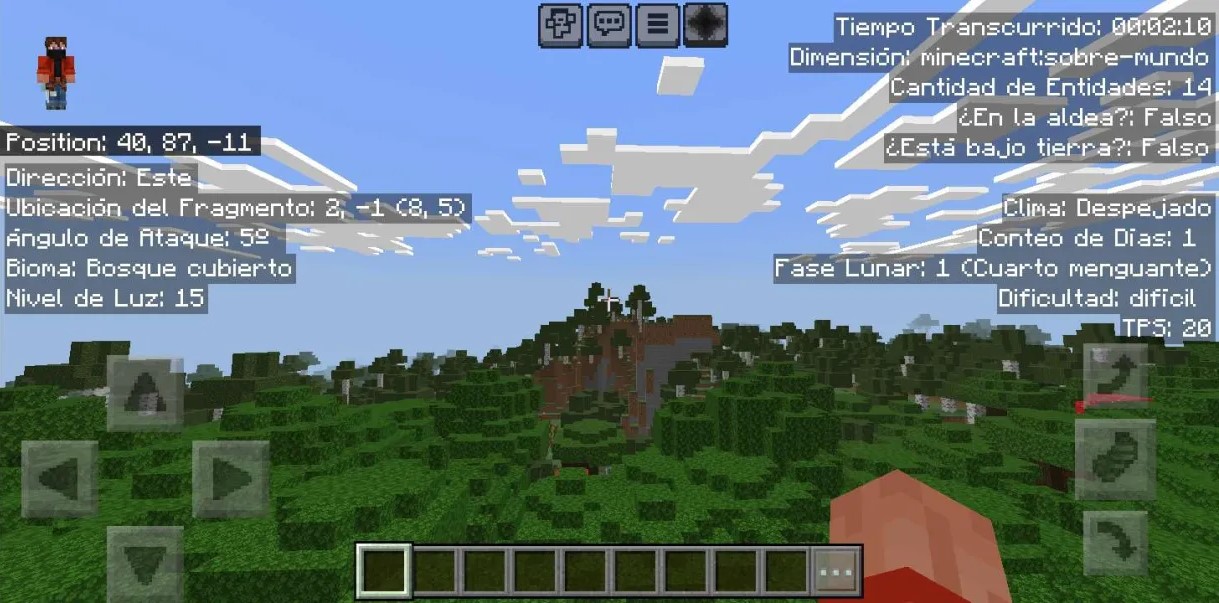 Position: 40, 87, -11
Dirección: Este
Ubicación del Fragmento: 2, -1 (8, 5)
Ángulo de Ataque: 5º
Bioma: Bosque cubierto
Nivel de Luz: 15
Tiempo Transcurrido: 00:02:10
Dimensión: minecraft:sobre-mundo
Cantidad de Entidades: 14
¿En la aldea?: Falso
¿Está bajo tierra?: Falso
Clima: Despejado
Conteo de Días: 1
Fase Lunar: 1 (Cuarto menguante)
Dificultad: difícil
TPS: 20